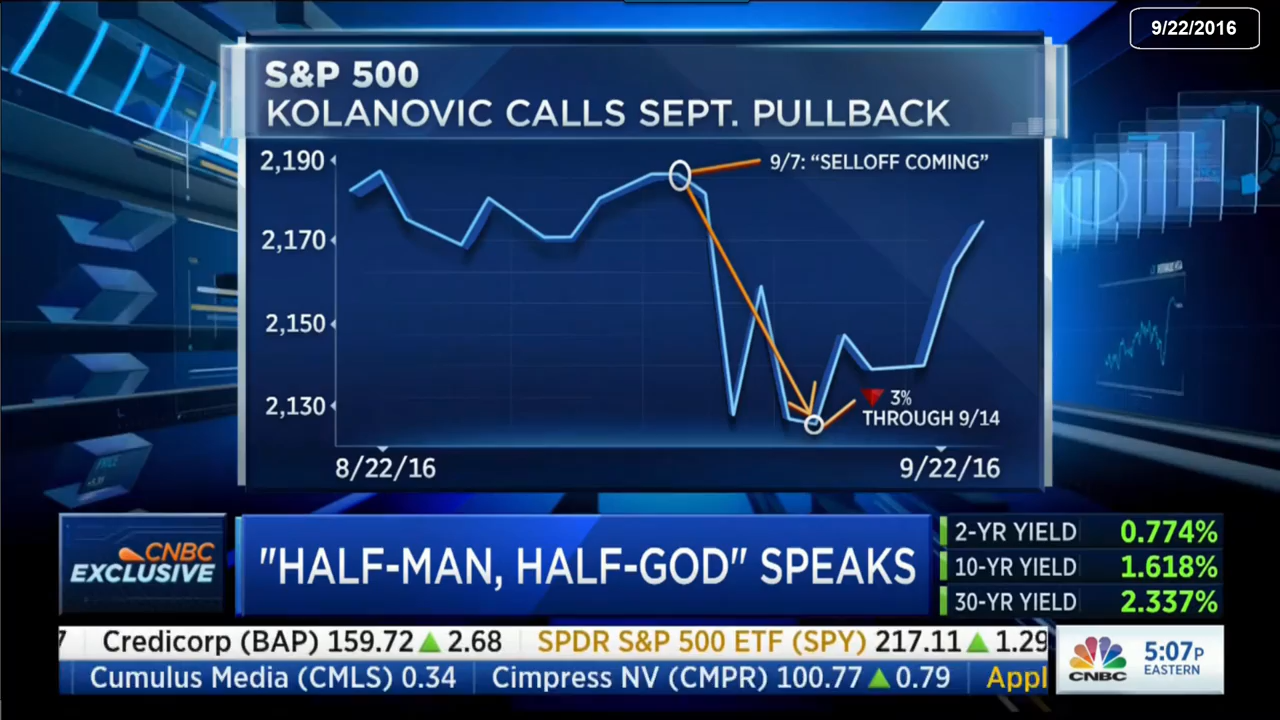 9/22/2016
S&P 500
KOLANOVIC CALLS SEPT. PULLBACK
2,190
9/7: “SELLOFF COMING”
2,170
2,150
2,130
3%
THROUGH 9/14
8/22/16
9/22/16
CNBC
EXCLUSIVE
"HALF-MAN, HALF-GOD" SPEAKS
2-YR YIELD 0.774%
10-YR YIELD 1.618%
30-YR YIELD 2.337%
7 Credicorp (BAP) 159.72 ▲ 2.68 SPDR S&P 500 ETF (SPY) 217.11 ▲ 1.29
Cumulus Media (CMLS) 0.34 Cimpress NV (CMPR) 100.77 ▲ 0.79 Appl
CNBC
5:07P
EASTERN
PRICE